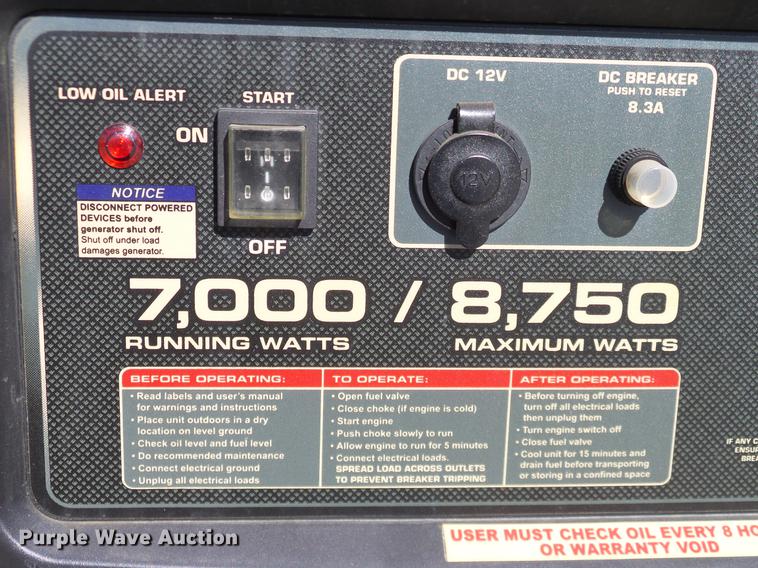 LOW OIL ALERT
START
ON
OFF
NOTICE
DISCONNECT POWERED
DEVICES before
generator shut off.
Shut off under load
damages generator.
DC 12V
DC BREAKER
PUSH TO RESET
8.3A
12V
7,000 / 8,750
RUNNING WATTS
MAXIMUM WATTS
BEFORE OPERATING:
• Read labels and user's manual
for warnings and instructions
• Place unit outdoors in a dry
location on level ground
• Check oil level and fuel level
• Do recommended maintenance
• Connect electrical ground
• Unplug all electrical loads
TO OPERATE:
• Open fuel valve
• Close choke (if engine is cold)
• Start engine
• Push choke slowly to run
• Allow engine to run for 5 minutes
• Connect electrical loads.
SPREAD LOAD ACROSS OUTLETS
TO PREVENT BREAKER TRIPPING
AFTER OPERATING:
• Before turning off engine,
turn off all electrical loads
then unplug them
• Turn engine switch off
• Close fuel valve
• Cool unit for 15 minutes and
drain fuel before transporting
or storing in a confined space
IF ANY
USER MUST CHECK OIL EVERY 8
OR WARRANTY VOID
Purple Wave Auction